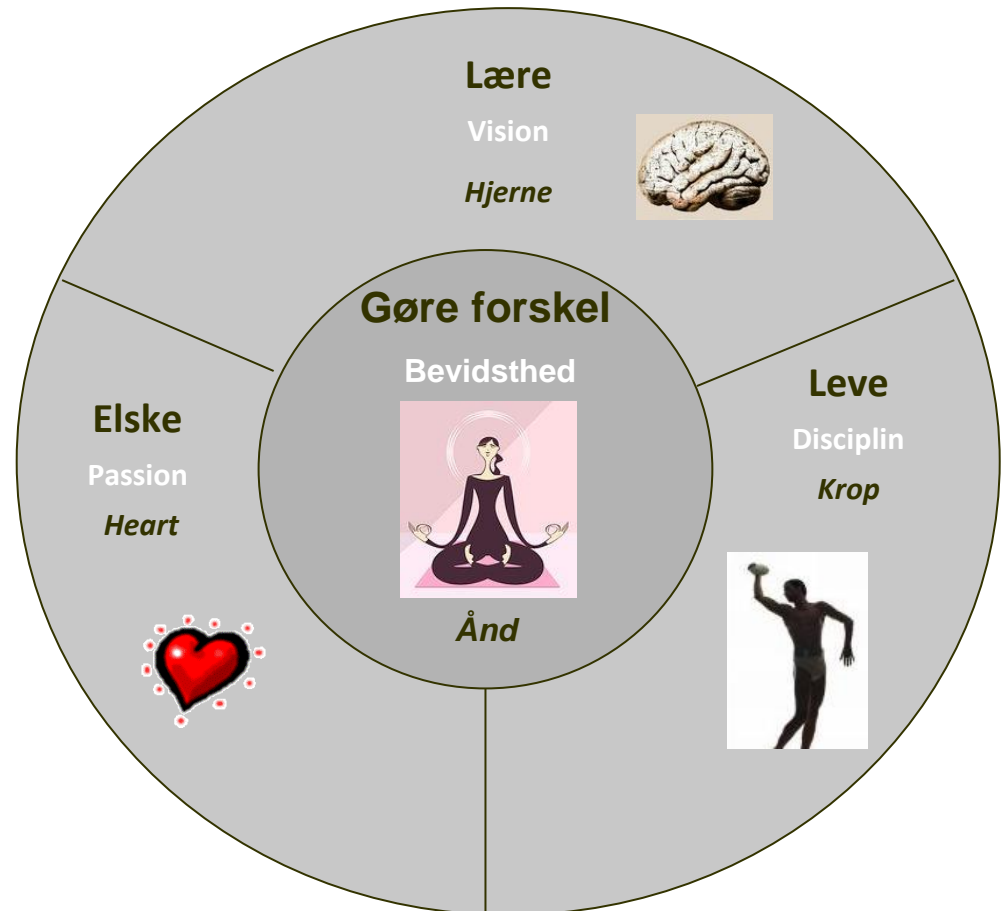 Lære
Vision
Hjerne
Gøre forskel
Bevidsthed
Ånd
Elske
Passion
Heart
Leve
Disciplin
Krop